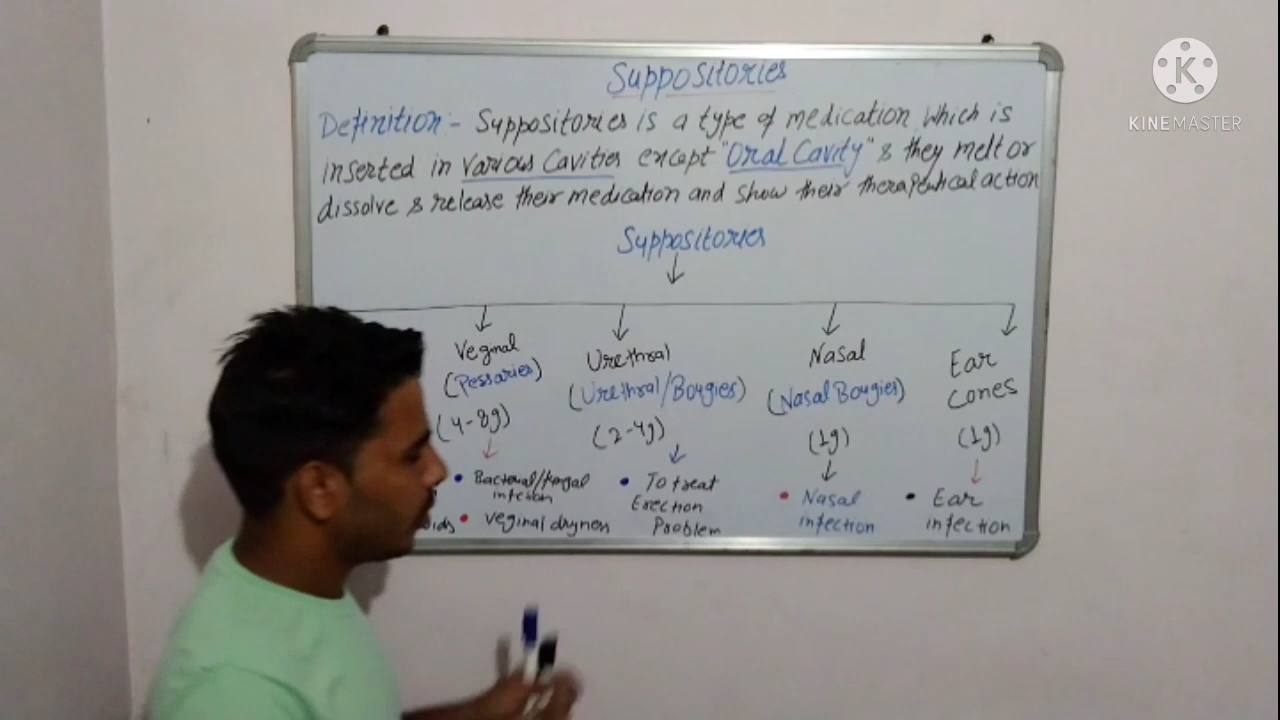 Suppositories
Definition:- Suppositories is a type of medication which is
inserted in various Cavities except "Oral Cavity" & they melt or
dissolve & release their medication and show their therapeutical action
Suppositories
Veginal
(Pessaries)
(4-8g)
Bacterial/fungal
infection
Veginal dryness
Urethral
(Urethral/Bougies)
(2-4g)
To treat
Erection
Problem
Nasal
(Nasal Bougies)
(1g)
Nasal
infection
Ear
Cones
(1g)
Ear
infection
KINEMASTER